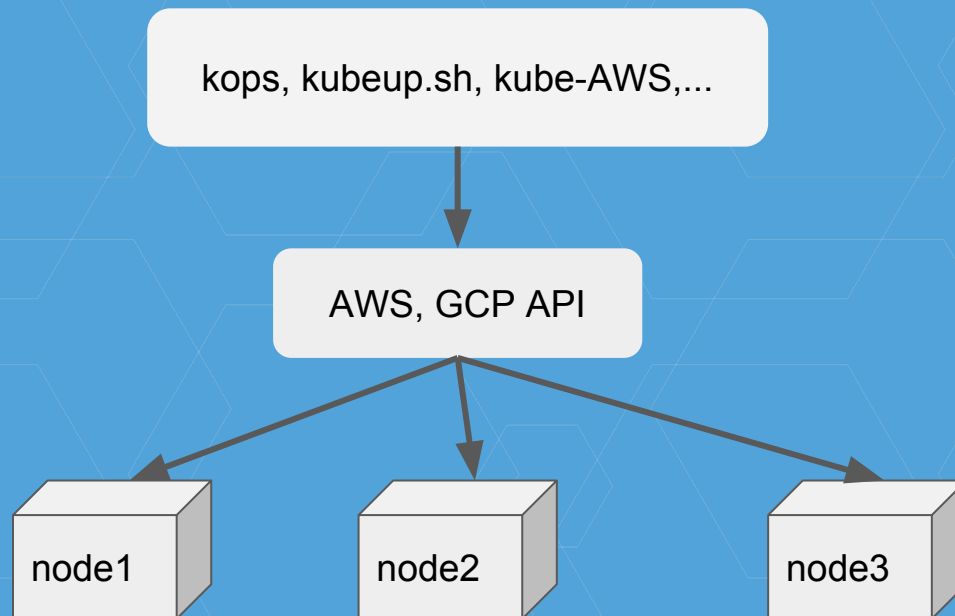 kops, kubeup.sh, kube-AWS,...
AWS, GCP API
node1
node2
node3